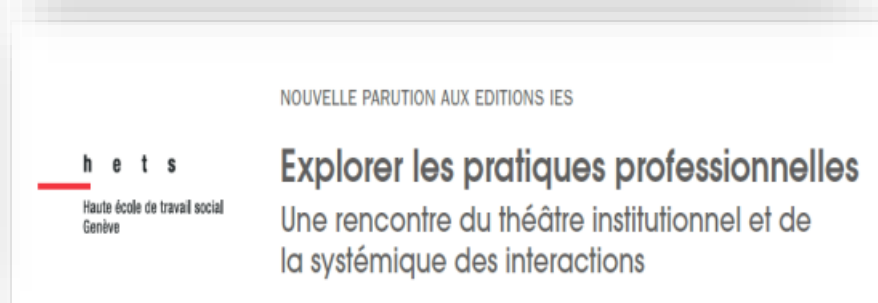 NOUVELLE PARUTION AUX EDITIONS IES
h e t s
Haute école de travail social
Genève
Explorer les pratiques professionnelles
Une rencontre du théâtre institutionnel et de
la systémique des interactions